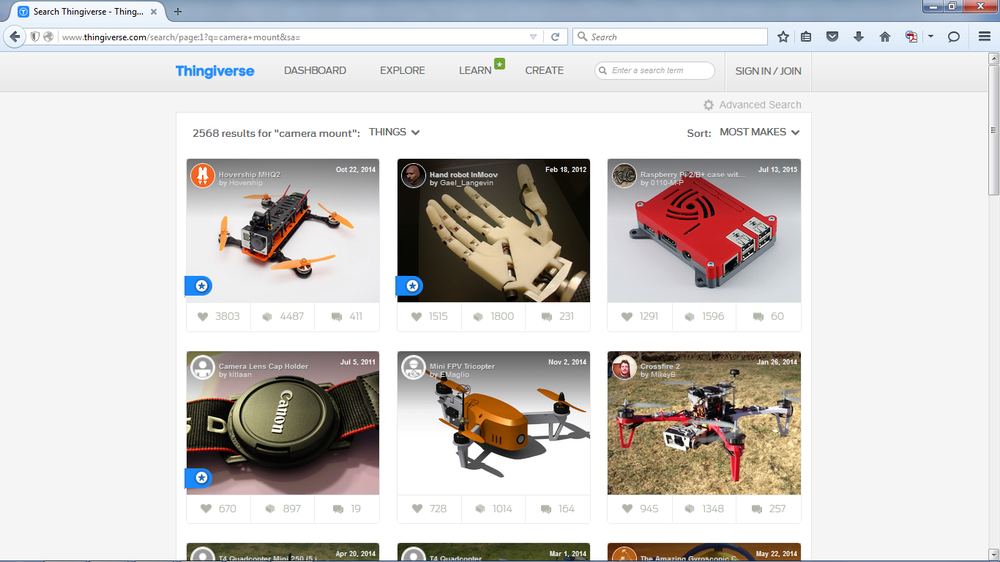 Search Thingiverse - Thing...
www.thingiverse.com/search/page:1?q=camera+mount&sa=
Search
Thingiverse
DASHBOARD
EXPLORE
LEARN
CREATE
Enter a search term
SIGN IN / JOIN
Advanced Search
2568 results for "camera mount": THINGS
Sort: MOST MAKES
Hovership MHQ2
by Hovership
Oct 22, 2014
3803 4487 411
Hand robot InMoov
by Gael_Langevin
Feb 18, 2012
1515 1800 231
Raspberry Pi 2/B+ case wit...
by 0110-M-P
Jul 13, 2015
1291 1596 60
Camera Lens Cap Holder
by kitlaan
Jul 5, 2011
Canon
D
670 897 19
Mini FPV Tricopter
by EMaglio
Nov 2, 2014
728 1014 164
Crossfire 2
by MikeyB
Jan 26, 2014
945 1348 257
T4 Quadcopter Mini 250 (5 i
Apr 20, 2014
T4 Quadcopter
Mar 1, 2014
The Amazing Gyroscopic C
May 22, 2014